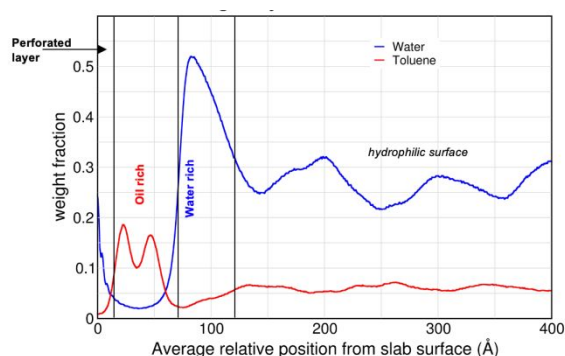 Perforated
layer
Water
Toluene
hydrophilic surface
Oil rich
Water rich
weight fraction
0.5
0.4
0.3
0.2
0.1
0
0
100
200
300
400
Average relative position from slab surface (Å)